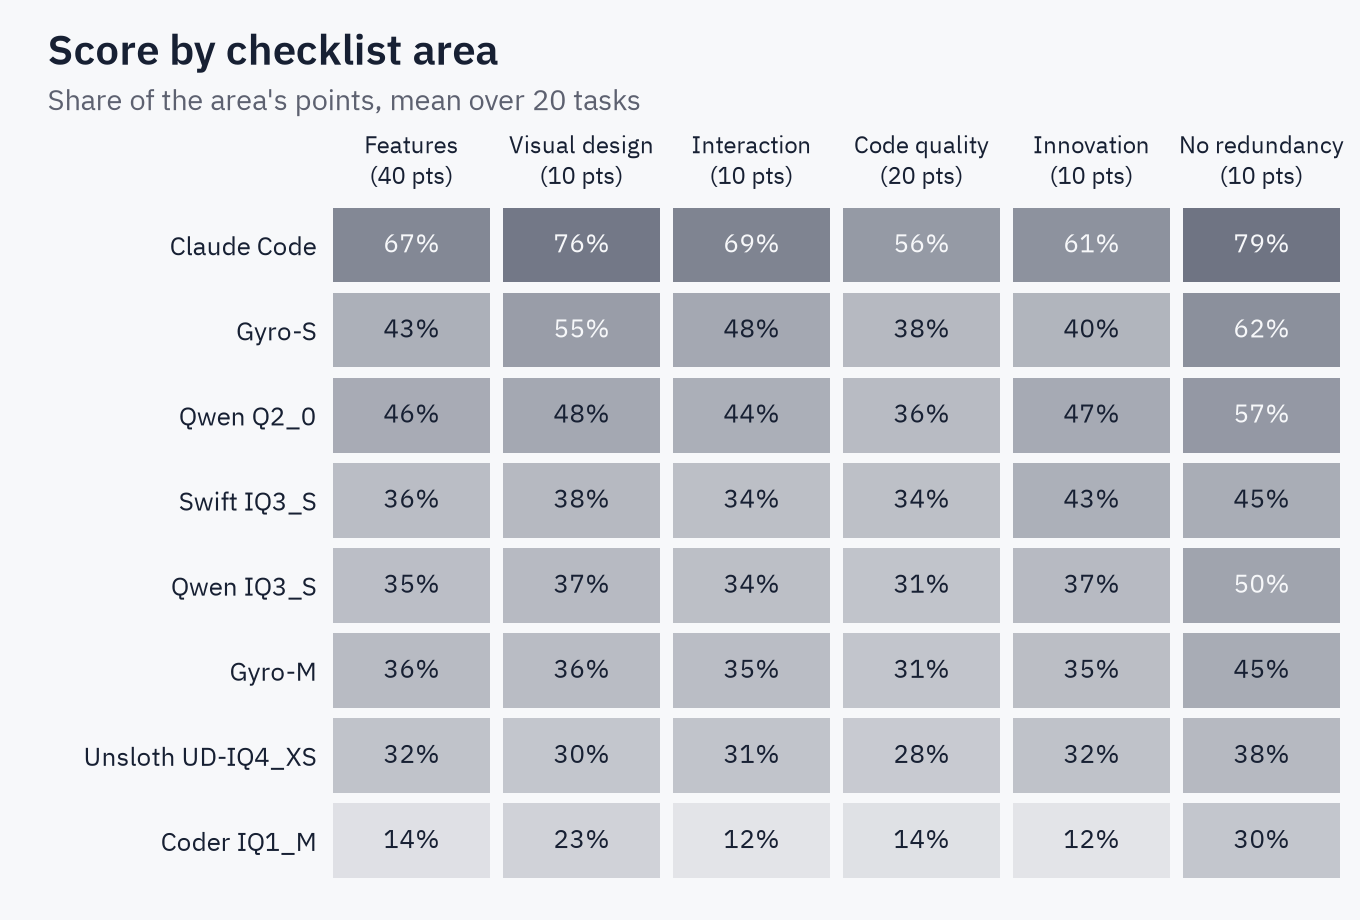 Score by checklist area
Share of the area's points, mean over 20 tasks
Features Visual design Interaction Code quality Innovation No redundancy
(40 pts) (10 pts) (10 pts) (20 pts) (10 pts) (10 pts)
Claude Code 67% 76% 69% 56% 61% 79%
Gyro-S 43% 55% 48% 38% 40% 62%
Qwen Q2_0 46% 48% 44% 36% 47% 57%
Swift IQ3_S 36% 38% 34% 34% 43% 45%
Qwen IQ3_S 35% 37% 34% 31% 37% 50%
Gyro-M 36% 36% 35% 31% 35% 45%
Unsloth UD-IQ4_XS 32% 30% 31% 28% 32% 38%
Coder IQ1_M 14% 23% 12% 14% 12% 30%